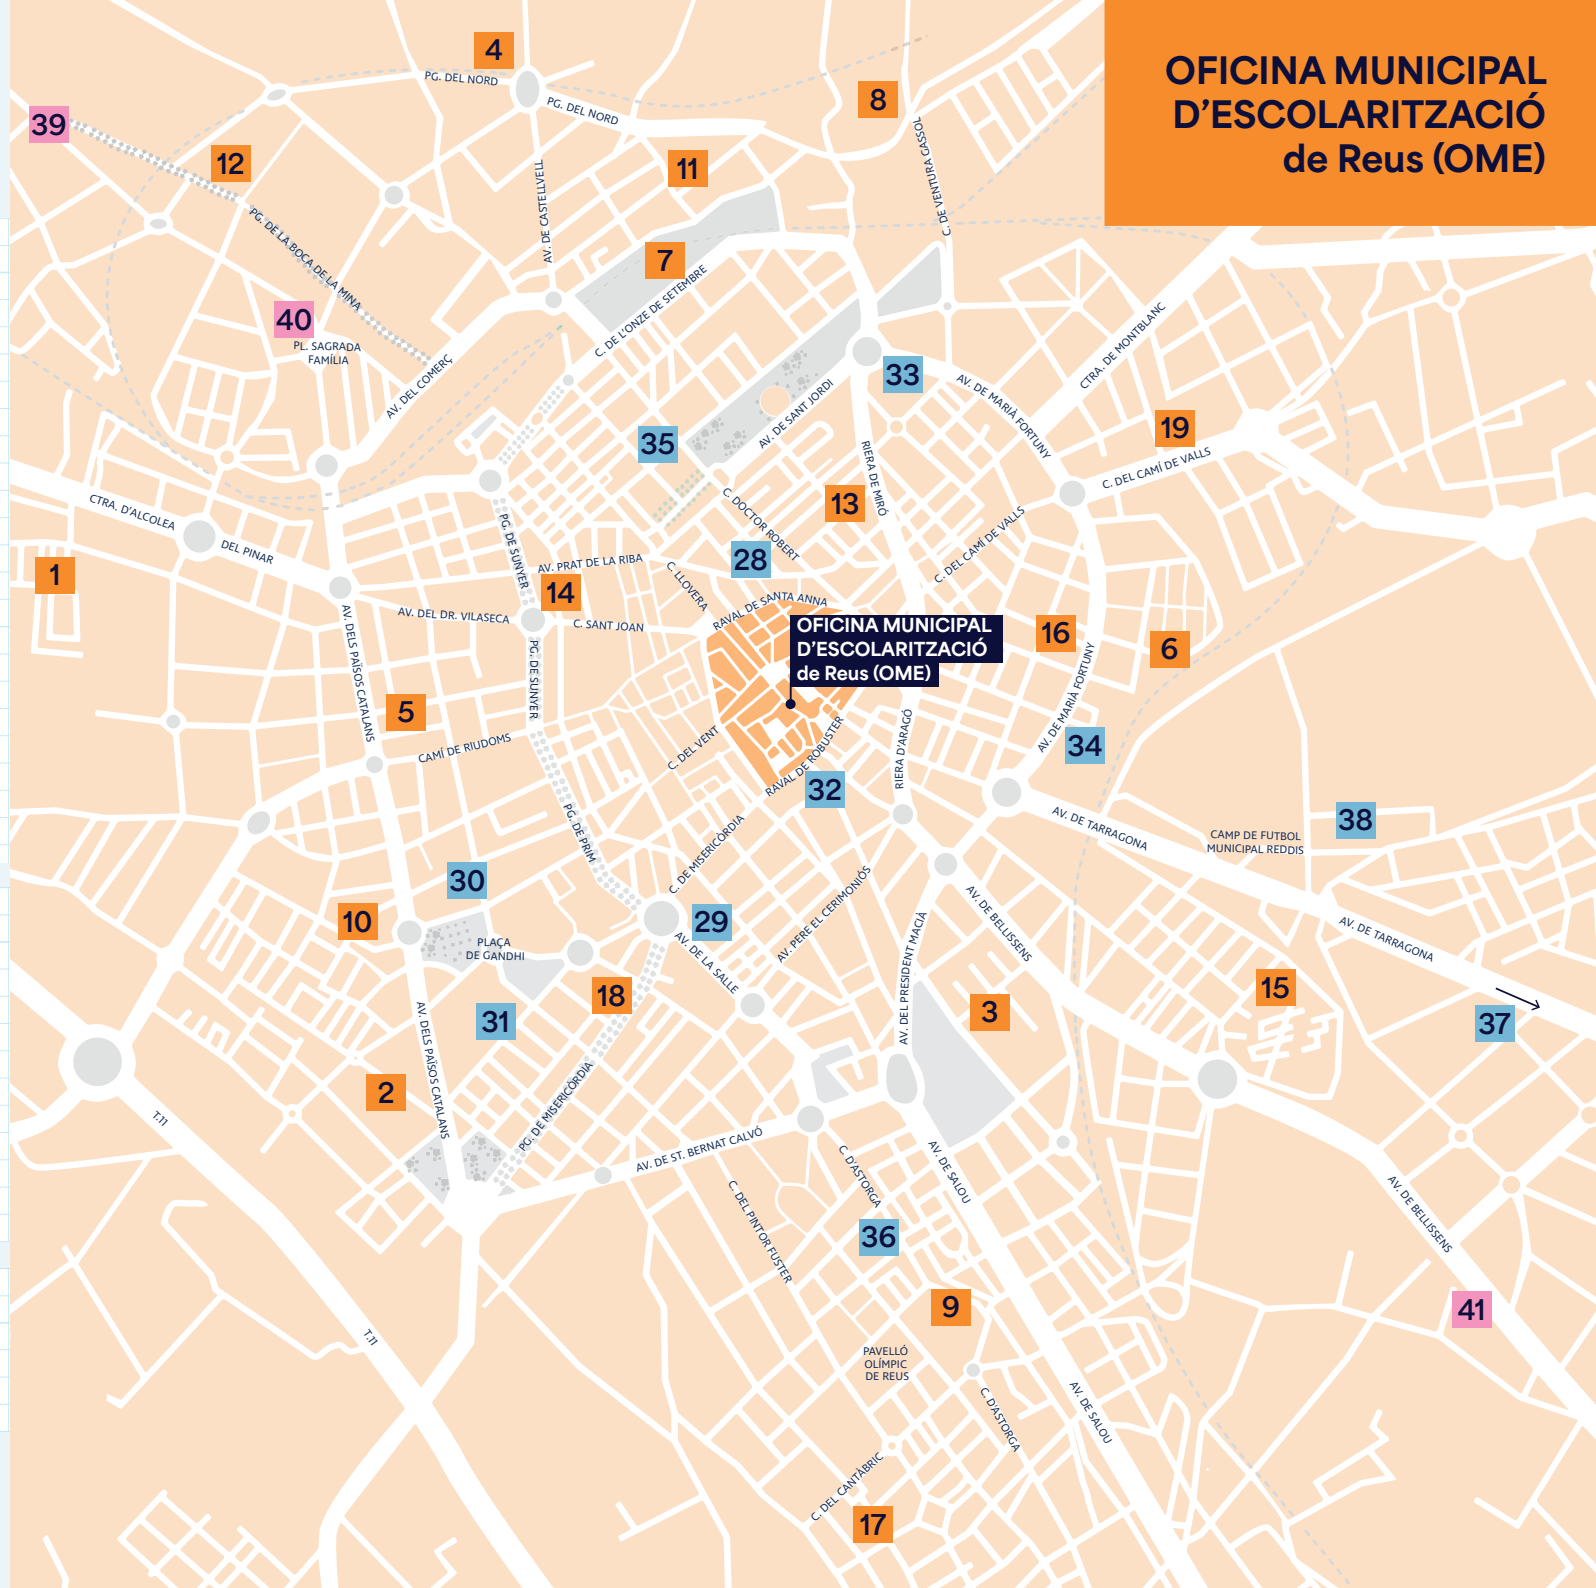 OFICINA MUNICIPAL
D’ESCOLARITZACIÓ
de Reus (OME)
4
PG. DEL NORD
PG. DEL NORD
8
39
12
11
C. DE VENTURA GASSOL
AV. DE CASTELLVELL
PG. DE LA BOCA DE LA MINA
7
C. DE L'ONZE DE SETEMBRE
40
PL. SAGRADA
FAMÍLIA
AV. DEL COMERÇ
33
AV. DE MARIÀ FORTUNY
CTRA. DE MONTBLANC
AV. DE SANT JORDI
35
19
C. DEL CAMÍ DE VALLS
RIERA DE MIRÓ
13
C. DOCTOR ROBERT
CTRA. D'ALCOLEA
DEL PINAR
PG. DE SUNYER
C. DEL CAMÍ DE VALLS
28
1
AV. PRAT DE LA RIBA
14
C. LLOVERA
RAVAL DE SANTA ANNA
AV. DEL DR. VILASECA
C. SANT JOAN
OFICINA MUNICIPAL
D’ESCOLARITZACIÓ
de Reus (OME)
16
6
AV. DELS PAÏSOS CATALANS
PG. DE SUNYER
5
CAMÍ DE RIUDOMS
C. DEL VENT
RAVAL DE ROBUSTER
RIERA D'ARAGÓ
AV. DE MARIÀ FORTUNY
34
32
PG. DE PRIM
C. DE MISERICÒRDIA
AV. DE TARRAGONA
CAMP DE FUTBOL
MUNICIPAL REDDIS
38
30
10
29
PLAÇA
DE GANDHI
AV. DE LA SALLE
AV. PERE EL CERIMONIÓS
AV. DEL PRESIDENT MACIÀ
AV. DE BELLISSENS
AV. DE TARRAGONA
18
31
3
15
37
AV. DELS PAÏSOS CATALANS
2
PG. DE MISERICÒRDIA
T.11
AV. DE ST. BERNAT CALVÓ
C. D'ASTORGA
AV. DE SALOU
C. DEL PINTOR FUSTER
36
AV. DE BELLISSENS
9
41
T.11
PAVELLÓ
OLÍMPIC
DE REUS
C. D'ASTORGA
AV. DE SALOU
C. DEL CANTÀBRIC
17